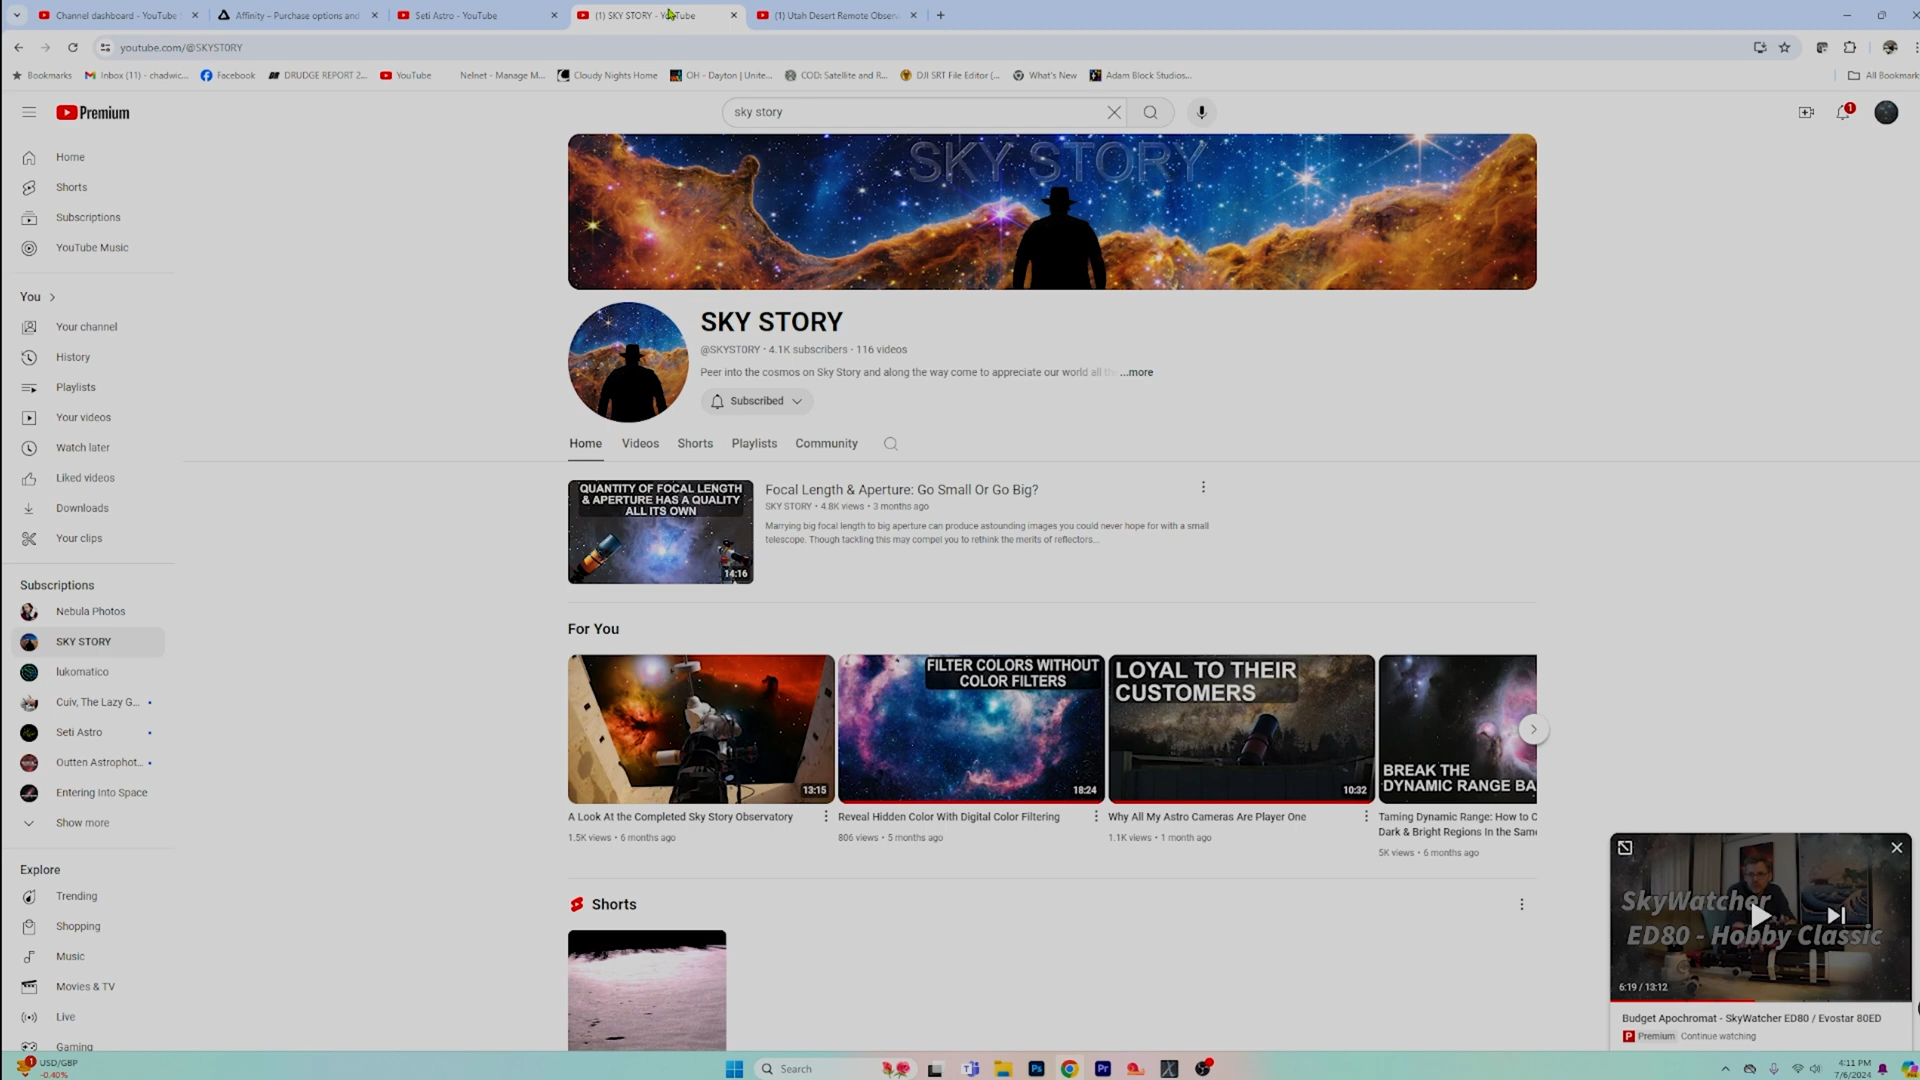 Channel dashboard - YouTube
Affinity – Purchase options and
Seti Astro - YouTube
(1) SKY STORY - YouTube
(1) Utah Desert Remote Observ
youtube.com/@SKYST0RY
Bookmarks
Inbox (11) - chadwic...
Facebook
DRUDGE REPORT 2...
YouTube
Nelnet - Manage M...
Cloudy Nights Home
OH - Dayton | Unite...
COD: Satellite and R...
DJI SRT File Editor (...
What's New
Adam Block Studios...
All Bookmark
Premium
sky story
1
Home
Shorts
Subscriptions
YouTube Music
You
Your channel
History
Playlists
Your videos
Watch later
Liked videos
Downloads
Your clips
Subscriptions
Nebula Photos
SKY STORY
lukomatico
Cuiv, The Lazy G...
Seti Astro
Outten Astrophot...
Entering Into Space
Show more
Explore
Trending
Shopping
Music
Movies & TV
Live
Gaming
SKY STORY
SKY STORY
@SKYST0RY • 4.1K subscribers • 116 videos
Peer into the cosmos on Sky Story and along the way come to appreciate our world all the ...more
Subscribed
Home Videos Shorts Playlists Community
QUANTITY OF FOCAL LENGTH
& APERTURE HAS A QUALITY
ALL ITS OWN
14:16
Focal Length & Aperture: Go Small Or Go Big?
SKY STORY • 4.8K views • 3 months ago
Marrying big focal length to big aperture can produce astounding images you could never hope for with a small
telescope. Though tackling this may compel you to rethink the merits of reflectors...
For You
13:15
A Look At the Completed Sky Story Observatory
1.5K views • 6 months ago
FILTER COLORS WITHOUT
COLOR FILTERS
18:24
Reveal Hidden Color With Digital Color Filtering
806 views • 5 months ago
LOYAL TO THEIR
CUSTOMERS
10:32
Why All My Astro Cameras Are Player One
1.1K views • 1 month ago
BREAK THE
DYNAMIC RANGE BA
Taming Dynamic Range: How to C
Dark & Bright Regions In the Same
5K views • 6 months ago
Shorts
SkyWatcher
ED80 - Hobby Classic
6:19 / 13:12
Budget Apochromat - SkyWatcher ED80 / Evostar 80ED
Premium Continue watching
1
USD/GBP
-0.40%
Search
4:11 PM
7/6/2024